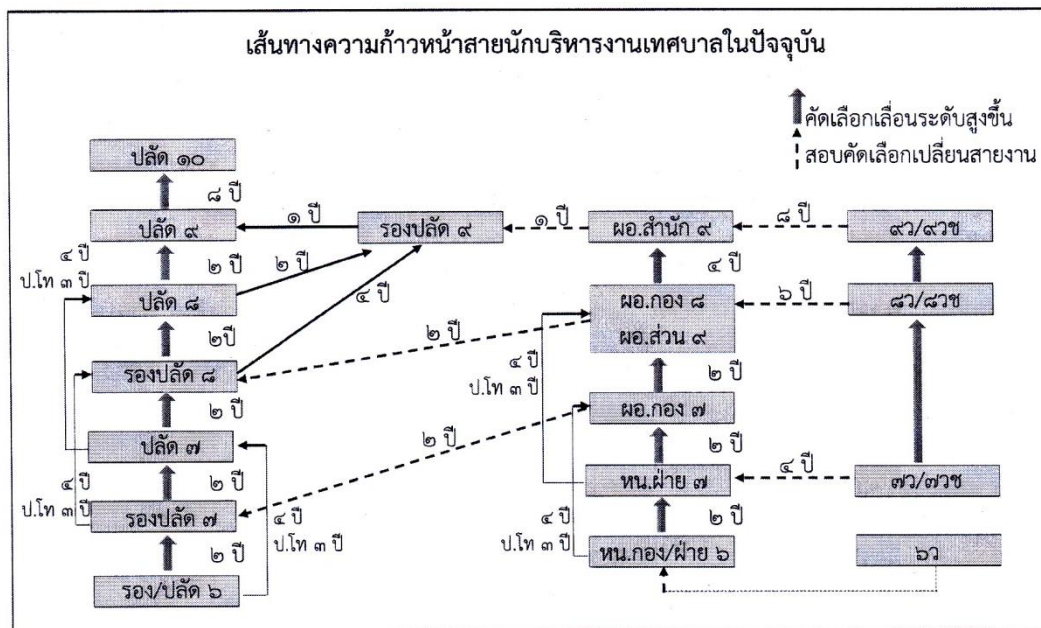 เส้นทางความก้าวหน้าสายนักบริหารงานเทศบาลในปัจจุบัน
คัดเลือกเลื่อนระดับสูงขึ้น
สอบคัดเลือกเปลี่ยนสายงาน
ปลัด ๑๐
๘ ปี
ปลัด ๙
๑ ปี
รองปลัด ๙
๑ ปี
ผอ.สำนัก ๙
๘ ปี
๙ว/๙วช
๔ ปี
ป.โท ๓ ปี
๒ ปี
๒ ปี
๔ ปี
๔ ปี
ปลัด ๘
ผอ.กอง ๘
ผอ.ส่วน ๙
๖ ปี
๘ว/๘วช
๒ปี
๒ ปี
รองปลัด ๘
๔ ปี
ป.โท ๓ ปี
๒ ปี
๒ ปี
ผอ.กอง ๗
ปลัด ๗
๒ ปี
๒ ปี
๔ ปี
ป.โท ๓ ปี
๒ ปี
หน.ฝ่าย ๗
๔ ปี
๗ว/๗วช
รองปลัด ๗
๔ ปี
ป.โท ๓ ปี
๔ ปี
ป.โท ๓ ปี
๒ ปี
๒ ปี
หน.กอง/ฝ่าย ๖
๖ว
รอง/ปลัด ๖